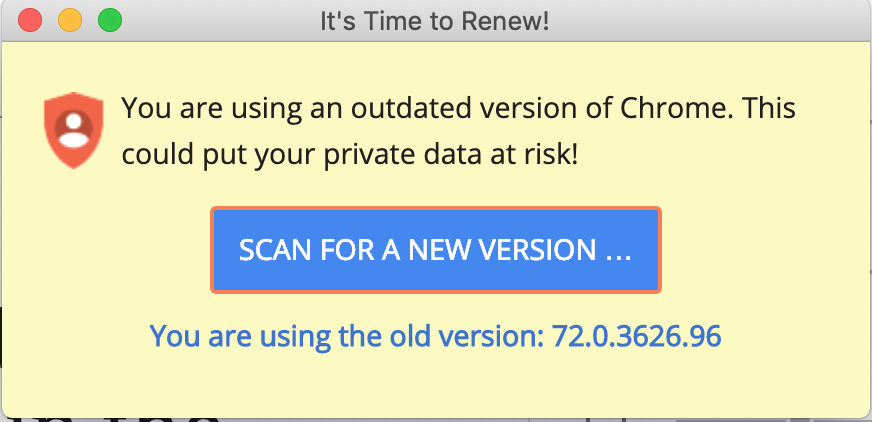 It's Time to Renew!
You are using an outdated version of Chrome. This
could put your private data at risk!
SCAN FOR A NEW VERSION ...
You are using the old version: 72.0.3626.96